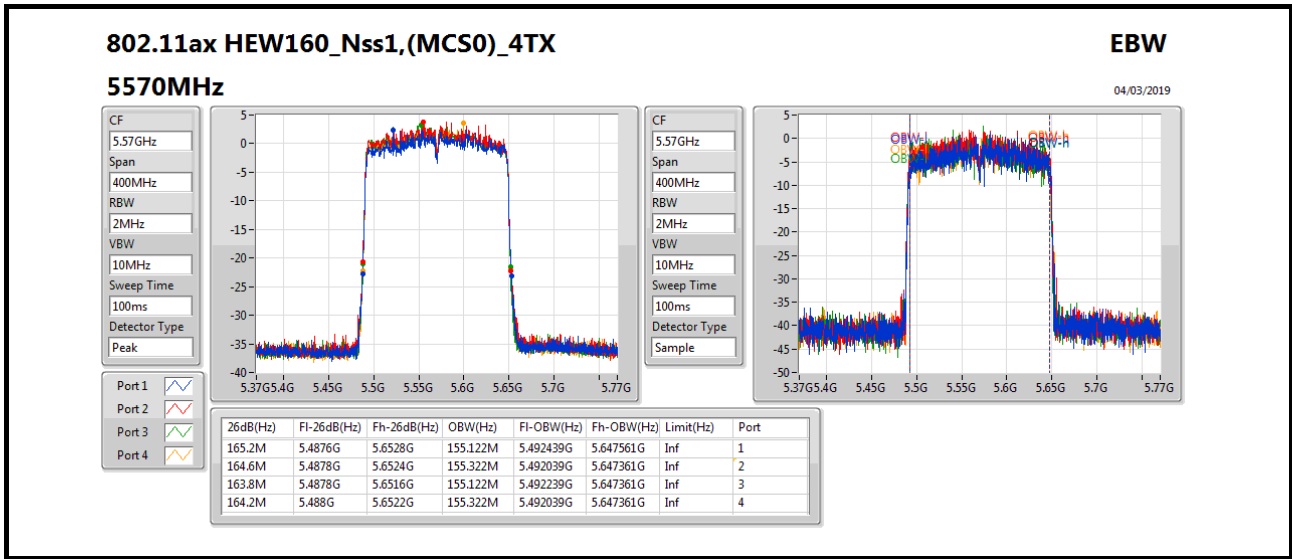 802.11ax HEW160_Nss1,(MCS0)_4TX
EBW
5570MHz
04/03/2019
CF
5.57GHz
Span
400MHz
RBW
2MHz
VBW
10MHz
Sweep Time
100ms
Detector Type
Peak
5
0
-5
-10
-15
-20
-25
-30
-35
-40
5.37G 5.4G 5.45G 5.5G 5.55G 5.6G 5.65G 5.7G 5.77G
CF
5.57GHz
Span
400MHz
RBW
2MHz
VBW
10MHz
Sweep Time
100ms
Detector Type
Sample
5
0
-5
-10
-15
-20
-25
-30
-35
-40
-45
-50
OBW-h
5.37G 5.4G 5.45G 5.5G 5.55G 5.6G 5.65G 5.7G 5.77G
Port 1
Port 2
Port 3
Port 4
26dB(Hz) Fl-26dB(Hz) Fh-26dB(Hz) OBW(Hz) Fl-OBW(Hz) Fh-OBW(Hz) Limit(Hz) Port
165.2M 5.4876G 5.6528G 155.122M 5.492439G 5.647561G Inf 1
164.6M 5.4878G 5.6524G 155.322M 5.492039G 5.647361G Inf 2
163.8M 5.4878G 5.6516G 155.122M 5.492239G 5.647361G Inf 3
164.2M 5.488G 5.6522G 155.322M 5.492039G 5.647361G Inf 4